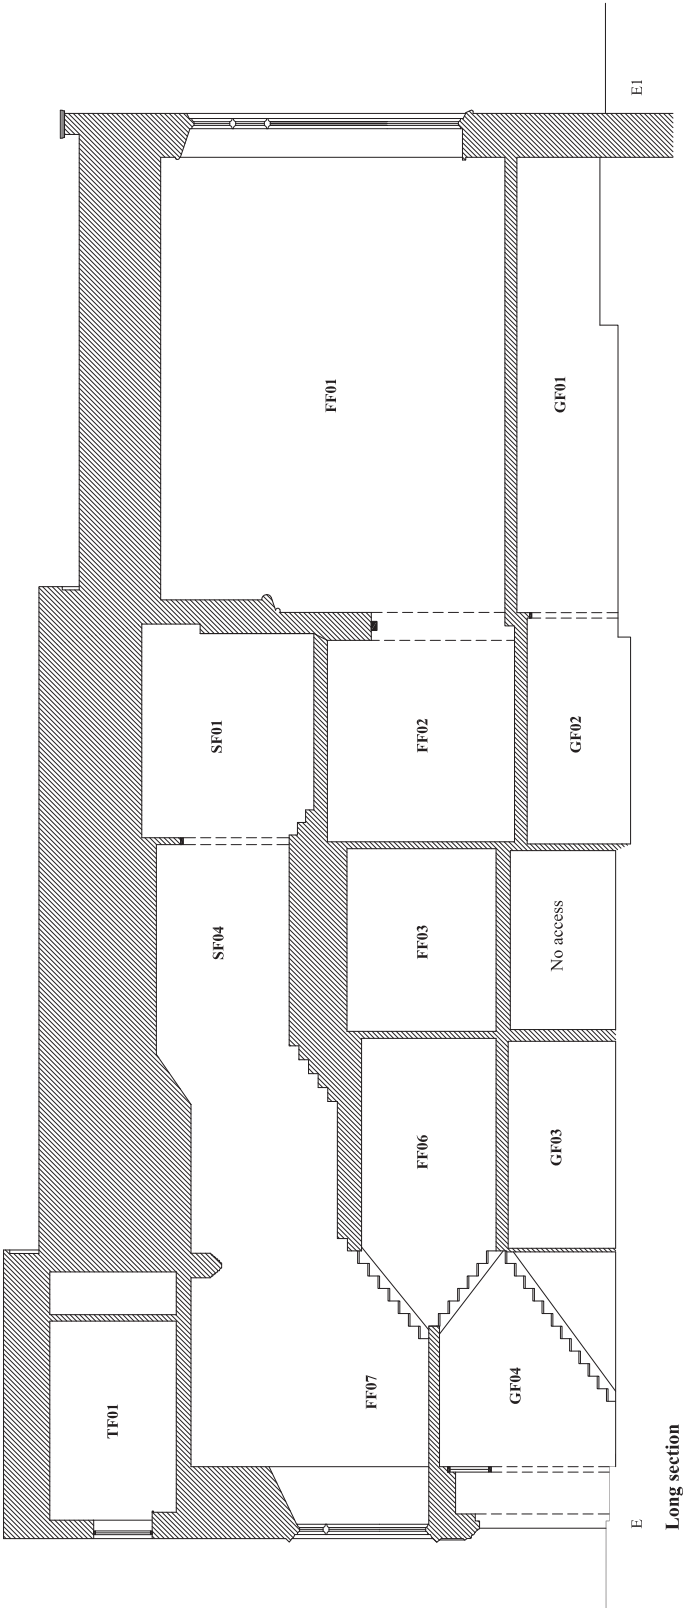 TF01
SF04
SF01
FF01
FF07
FF06
FF03
FF02
GF04
GF03
No access
GF02
GF01
E
E1
Long section